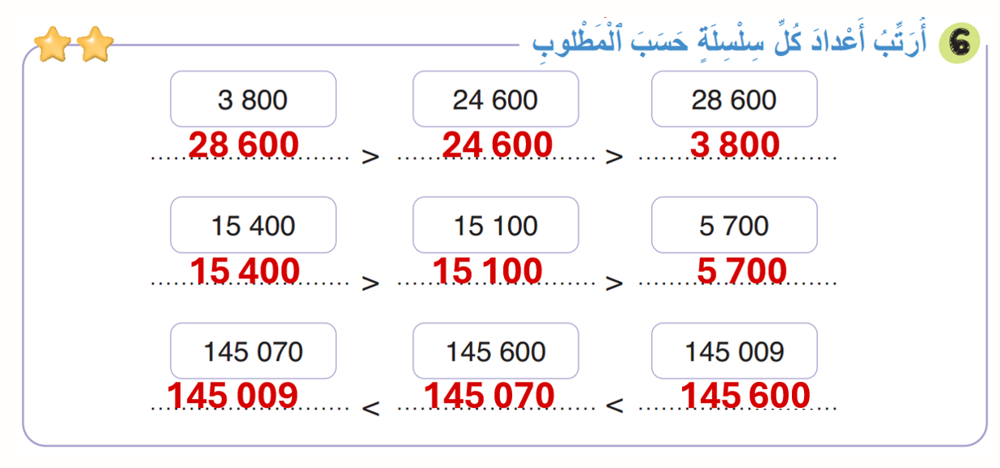 6 أُرَتِّبُ أَعْدادَ كُلِّ سِلْسِلَةٍ حَسَبَ ٱلْمَطْلوبِ
3 800 24 600 28 600
28 600 > 24 600 > 3 800
15 400 15 100 5 700
15 400 > 15 100 > 5 700
145 070 145 600 145 009
145 009 < 145 070 < 145 600